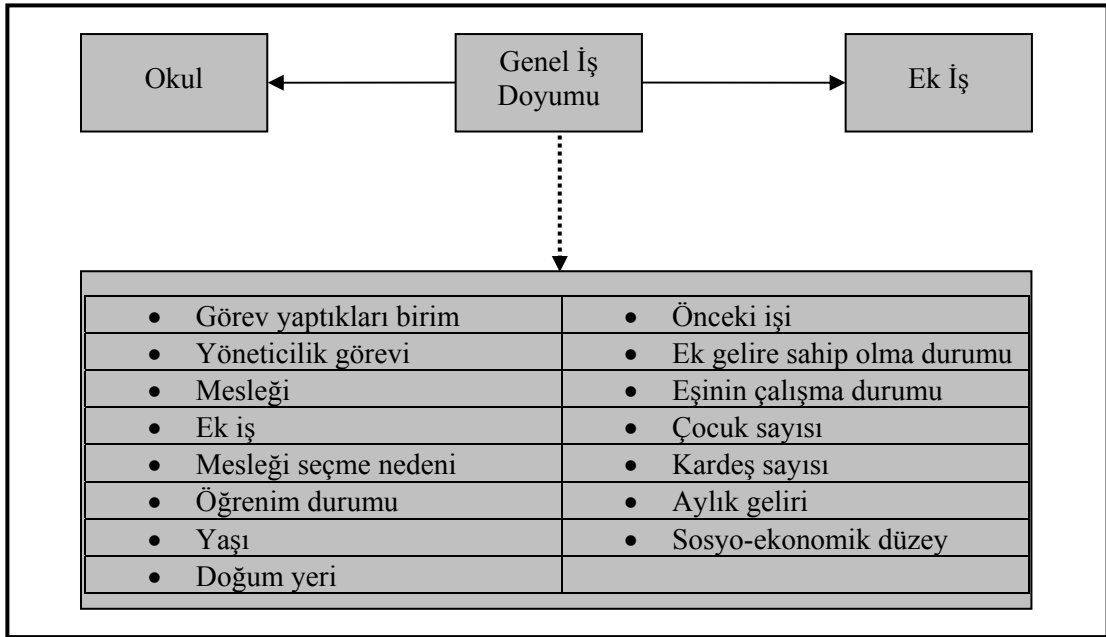 Okul
Genel İş
Doyumu
Ek İş
• Görev yaptıkları birim
• Önceki işi
• Yöneticilik görevi
• Ek gelire sahip olma durumu
• Mesleği
• Eşinin çalışma durumu
• Ek iş
• Çocuk sayısı
• Mesleği seçme nedeni
• Kardeş sayısı
• Öğrenim durumu
• Aylık geliri
• Yaşı
• Sosyo-ekonomik düzey
• Doğum yeri